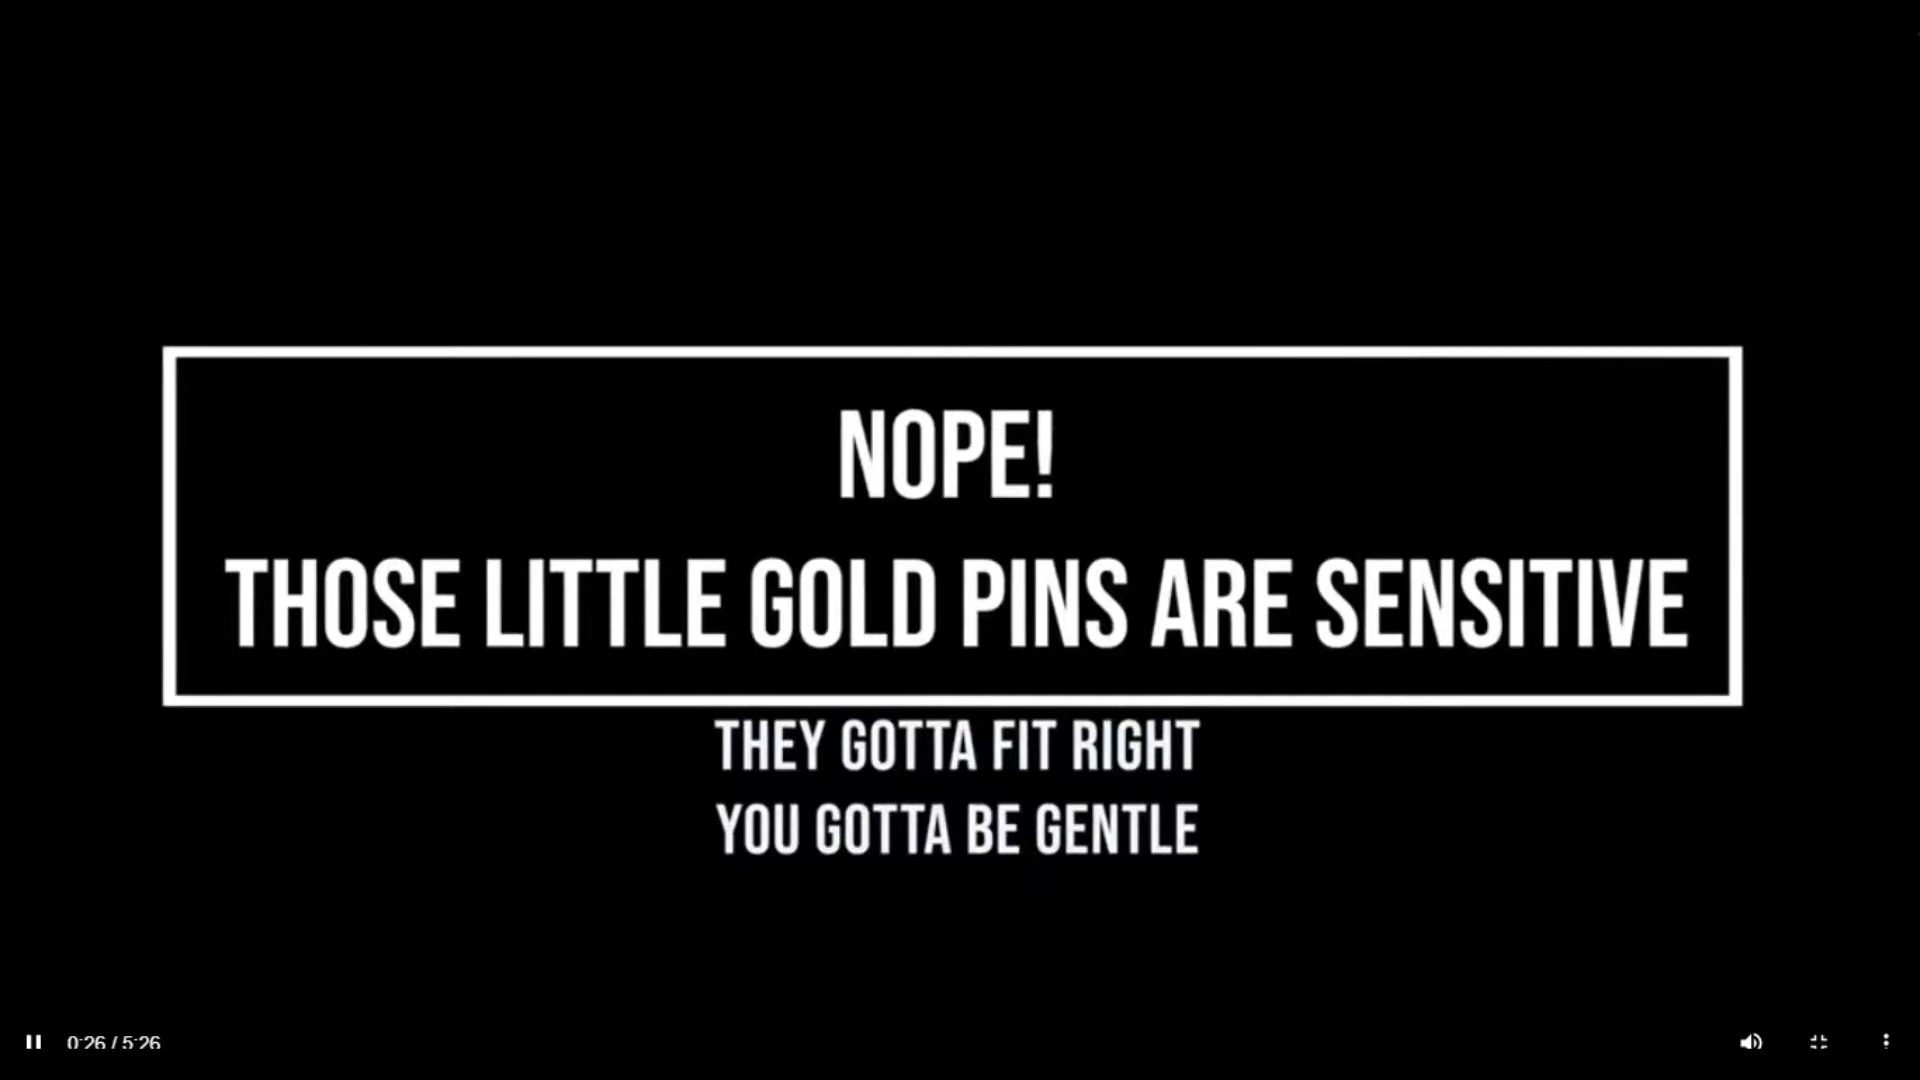 NOPE!
THOSE LITTLE GOLD PINS ARE SENSITIVE
THEY GOTTA FIT RIGHT
YOU GOTTA BE GENTLE
0:26 / 5:26